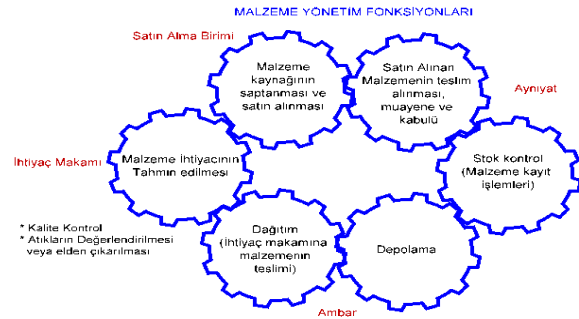 MALZEME YÖNETİM FONKSİYONLARI
Satın Alma Birimi
Malzeme
kaynağının
saptanması ve
satın alınması
Satın Alınan
Malzemenin teslim
alınması,
muayene ve
kabulü
Ayniyat
İhtiyaç Makamı
Malzeme İhtiyacının
Tahmin edilmesi
Stok kontrol
(Malzeme kayıt
işlemleri)
* Kalite Kontrol
* Atıkların Değerlendirilmesi
veya elden çıkarılması
Dağıtım
(İhtiyaç makamına
malzemenin
teslimi)
Depolama
Ambar